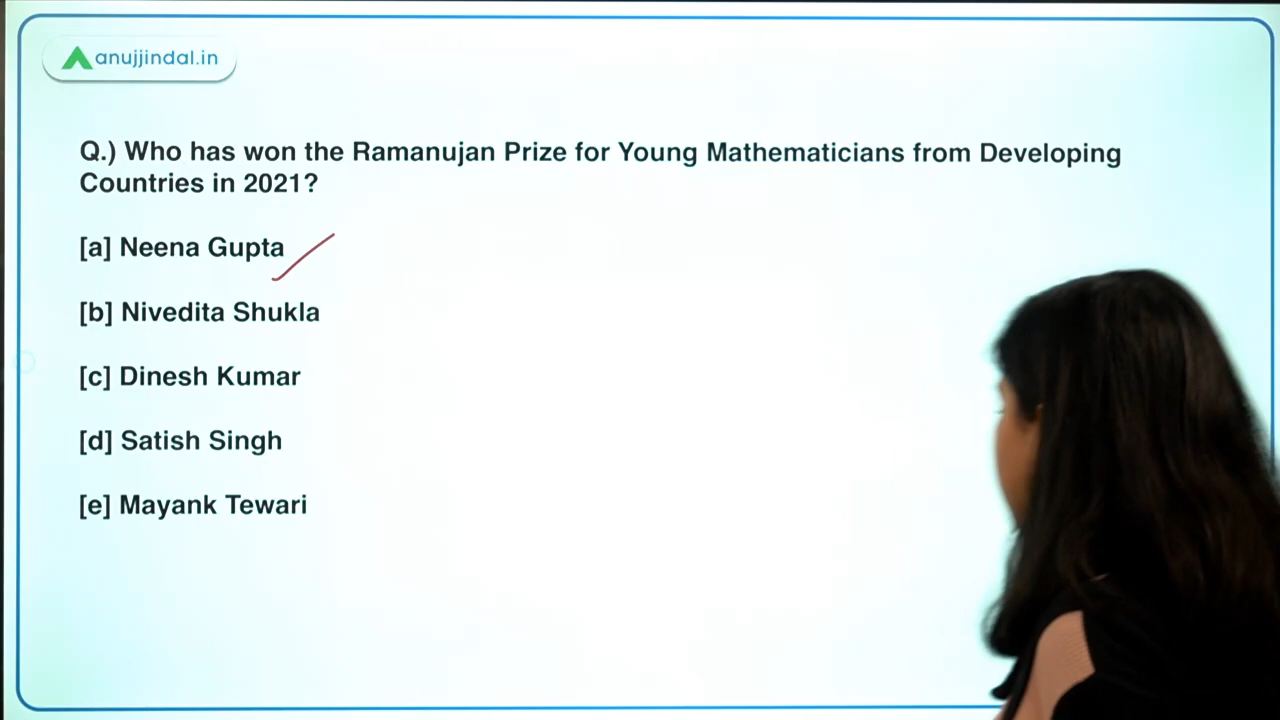 anujjindal.in
Q.) Who has won the Ramanujan Prize for Young Mathematicians from Developing
Countries in 2021?
[a] Neena Gupta
[b] Nivedita Shukla
[c] Dinesh Kumar
[d] Satish Singh
[e] Mayank Tewari